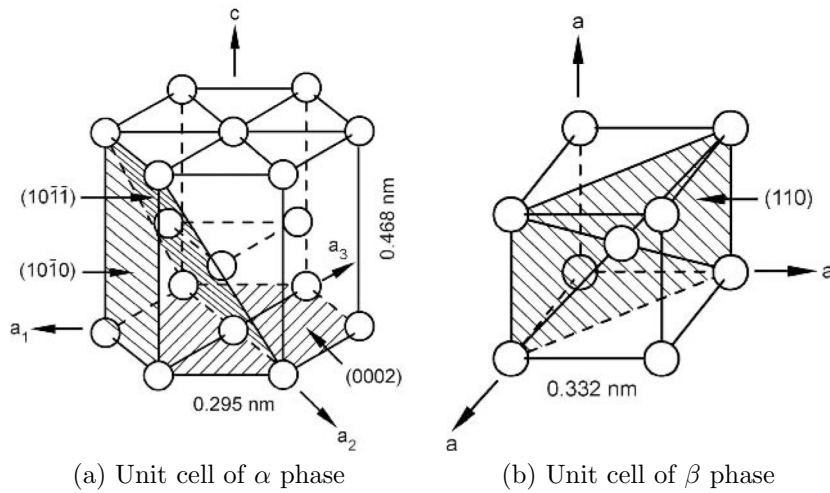 c
(101̄1̄)
(101̄0)
0.468 nm
a₃
a₁
(0002)
0.295 nm
a₂
(a) Unit cell of α phase
a
(110)
a
0.332 nm
a
(b) Unit cell of β phase